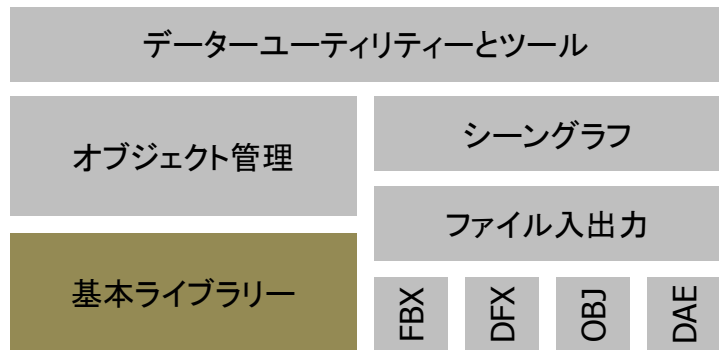 データーユーティリティーとツール
オブジェクト管理
シーングラフ
ファイル入出力
基本ライブラリー
FBX
DFX
OBJ
DAE